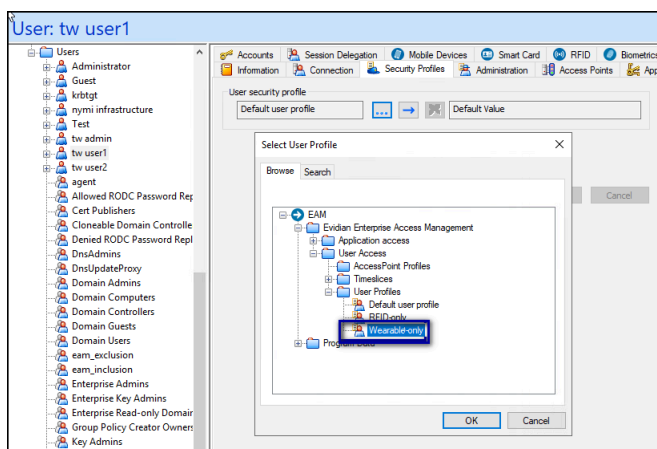 User: tw user1
Users
Administrator
Guest
krbtgt
nymi infrastructure
Test
tw admin
tw user1
tw user2
agent
Allowed RODC Password Rep
Cert Publishers
Cloneable Domain Controlle
Denied RODC Password Repl
DnsAdmins
DnsUpdateProxy
Domain Admins
Domain Computers
Domain Controllers
Domain Guests
Domain Users
eam_exclusion
eam_inclusion
Enterprise Admins
Enterprise Key Admins
Enterprise Read-only Domair
Group Policy Creator Owners
Key Admins
Accounts Session Delegation Mobile Devices Smart Card RFID Biometrics
Information Connection Security Profiles Administration Access Points App
User security profile
Default user profile ... Default Value
Cancel
Select User Profile
Browse Search
EAM
Evidian Enterprise Access Management
Application access
User Access
AccessPoint Profiles
Timeslices
User Profiles
Default user profile
RFID-only
Wearable-only
Program Data
OK Cancel